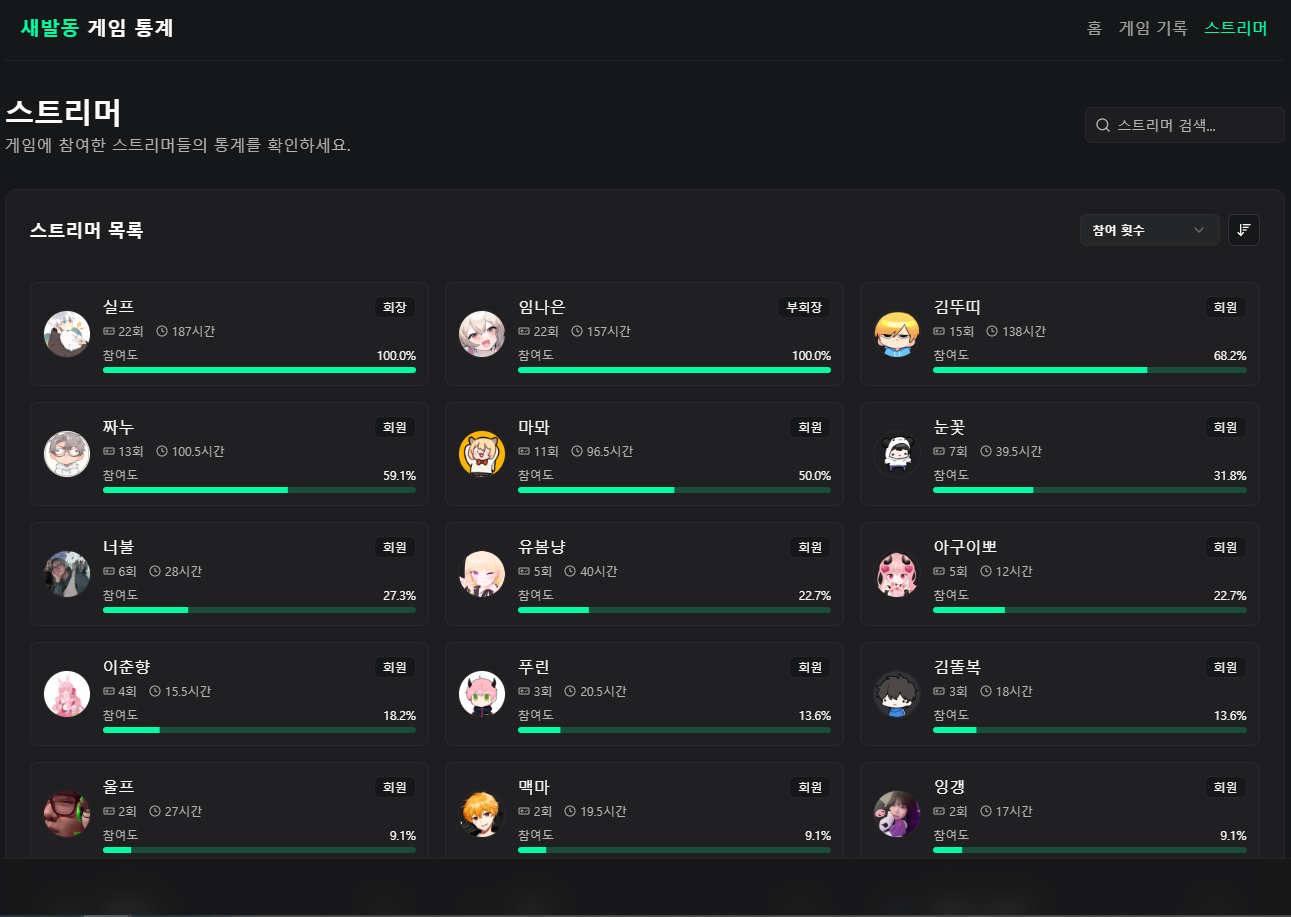 새발동 게임 통계
홈 게임 기록 스트리머
스트리머
게임에 참여한 스트리머들의 통계를 확인하세요.
스트리머 검색...
스트리머 목록
참여 횟수
실프 회장
22회 187시간
참여도 100.0%
임나은 부회장
22회 157시간
참여도 100.0%
김뚜띠 회원
15회 138시간
참여도 68.2%
짜누 회원
13회 100.5시간
참여도 59.1%
마뫄 회원
11회 96.5시간
참여도 50.0%
눈꽃 회원
7회 39.5시간
참여도 31.8%
너불 회원
6회 28시간
참여도 27.3%
유봄냥 회원
5회 40시간
참여도 22.7%
아구이뽀 회원
5회 12시간
참여도 22.7%
이춘향 회원
4회 15.5시간
참여도 18.2%
푸린 회원
3회 20.5시간
참여도 13.6%
김똘복 회원
3회 18시간
참여도 13.6%
울프 회원
2회 27시간
참여도 9.1%
맥마 회원
2회 19.5시간
참여도 9.1%
잉갱 회원
2회 17시간
참여도 9.1%